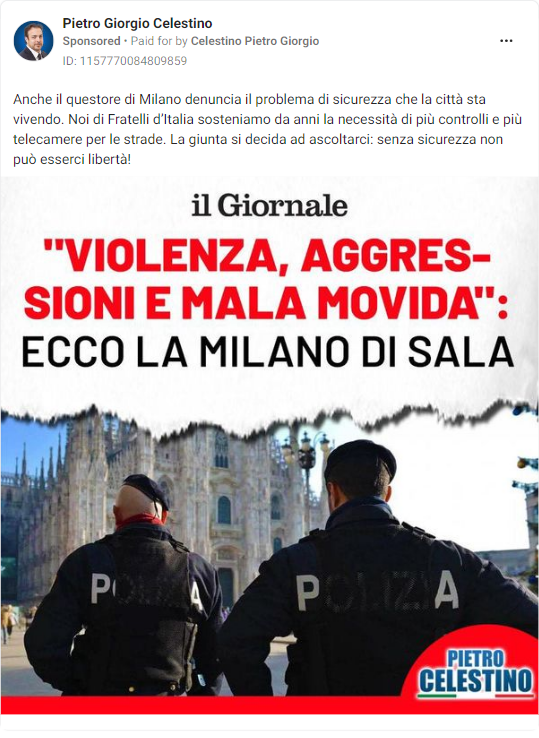 Pietro Giorgio Celestino
Sponsored • Paid for by Celestino Pietro Giorgio
ID: 1157770084809859
Anche il questore di Milano denuncia il problema di sicurezza che la città sta
vivendo. Noi di Fratelli d'Italia sosteniamo da anni la necessità di più controlli e più
telecamere per le strade. La giunta si decida ad ascoltarci: senza sicurezza non
può esserci libertà!
il Giornale
"VIOLENZA, AGGRES-
SIONI E MALA MOVIDA":
ECCO LA MILANO DI SALA
POLIZIA
POLIZIA
PIETRO
CELESTINO